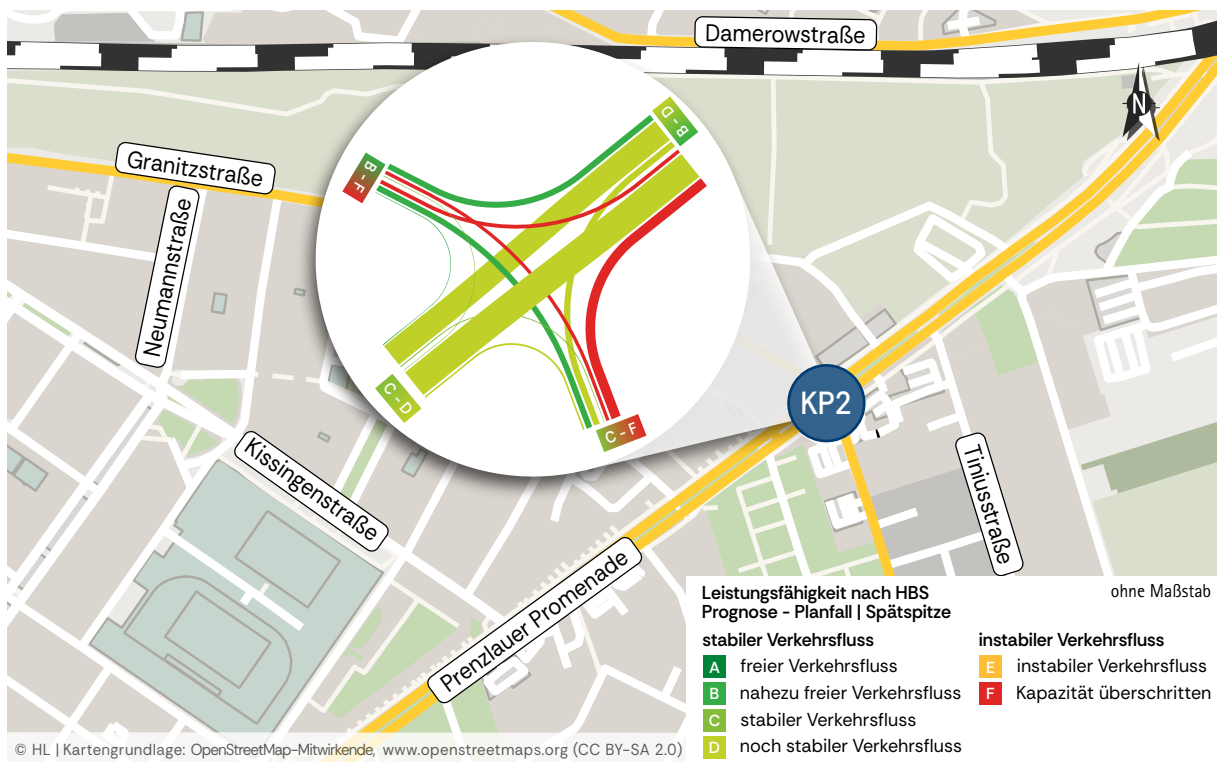 Damerowstraße
N
Granitzstraße
Neumannstraße
B - F
B - D
C - D
C - F
KP2
Kissingenstraße
Tiniusstraße
Prenzlauer Promenade
Leistungsfähigkeit nach HBS
Prognose - Planfall | Spätspitze
ohne Maßstab
stabiler Verkehrsfluss
A freier Verkehrsfluss
B nahezu freier Verkehrsfluss
C stabiler Verkehrsfluss
D noch stabiler Verkehrsfluss
instabiler Verkehrsfluss
E instabiler Verkehrsfluss
F Kapazität überschritten
© HL | Kartengrundlage: OpenStreetMap-Mitwirkende, www.openstreetmaps.org (CC BY-SA 2.0)